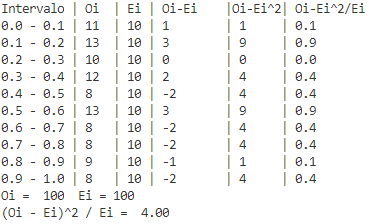 Intervalo | Oi | Ei | Oi-Ei |Oi-Ei^2| Oi-Ei^2/Ei
0.0 - 0.1 | 11 | 10 | 1 | 1 | 0.1
0.1 - 0.2 | 13 | 10 | 3 | 9 | 0.9
0.2 - 0.3 | 10 | 10 | 0 | 0 | 0.0
0.3 - 0.4 | 12 | 10 | 2 | 4 | 0.4
0.4 - 0.5 | 8 | 10 | -2 | 4 | 0.4
0.5 - 0.6 | 13 | 10 | 3 | 9 | 0.9
0.6 - 0.7 | 8 | 10 | -2 | 4 | 0.4
0.7 - 0.8 | 8 | 10 | -2 | 4 | 0.4
0.8 - 0.9 | 9 | 10 | -1 | 1 | 0.1
0.9 - 1.0 | 8 | 10 | -2 | 4 | 0.4
Oi = 100 Ei = 100
(Oi - Ei)^2 / Ei = 4.00